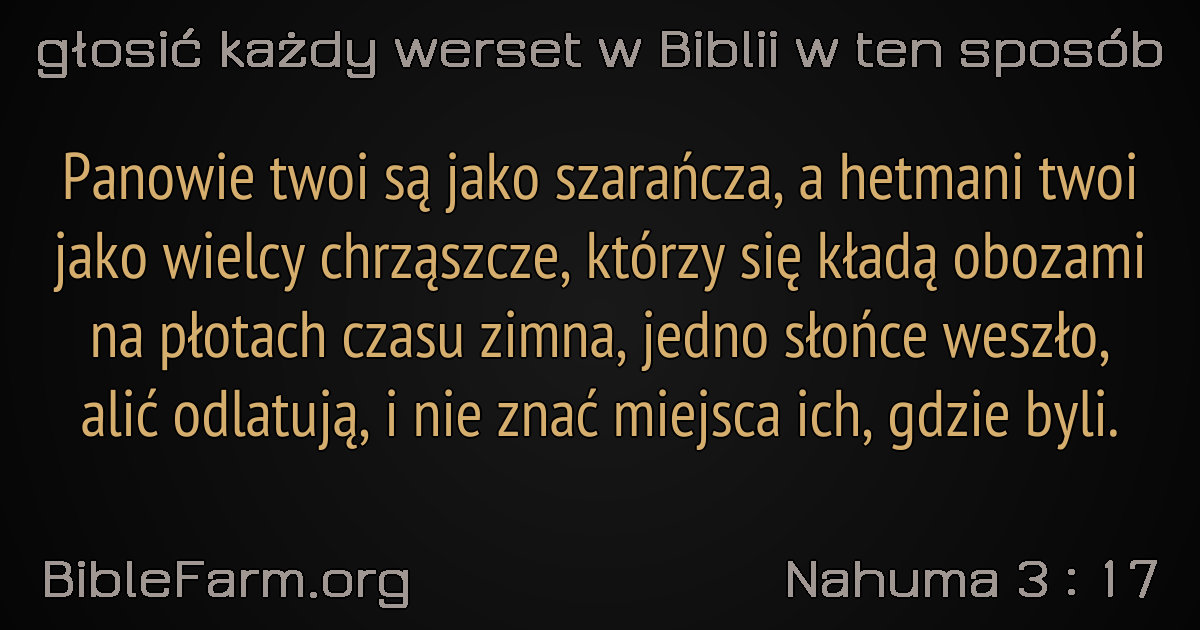 głosić każdy werset w Biblii w ten sposób
Panowie twoi są jako szarańcza, a hetmani twoi
jako wielcy chrząszcze, którzy się kładą obozami
na płotach czasu zimna, jedno słońce weszło,
alić odlatują, i nie znać miejsca ich, gdzie byli.
BibleFarm.org
Nahuma 3 : 17